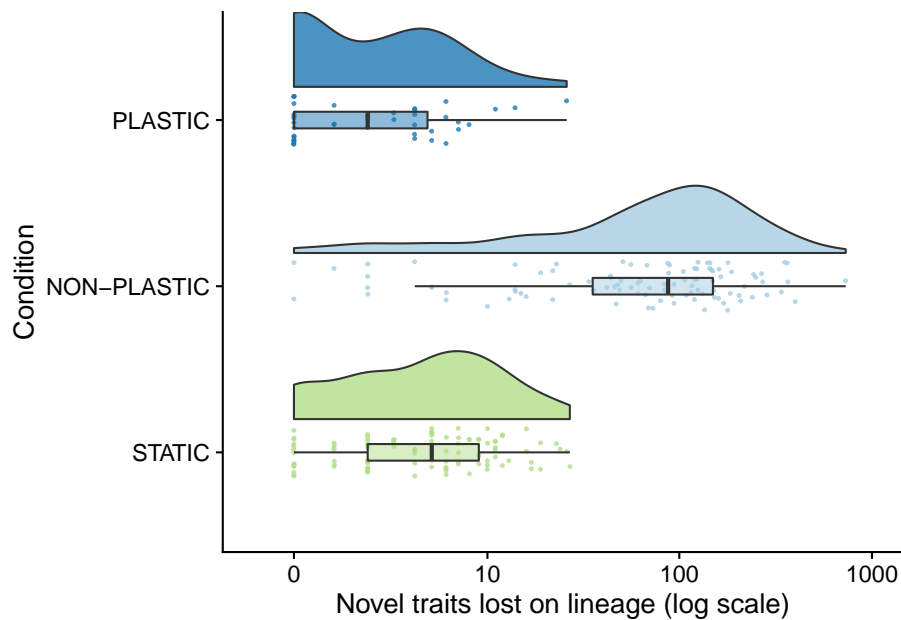 Condition
PLASTIC
NON−PLASTIC
STATIC
0 10 100 1000
Novel traits lost on lineage (log scale)